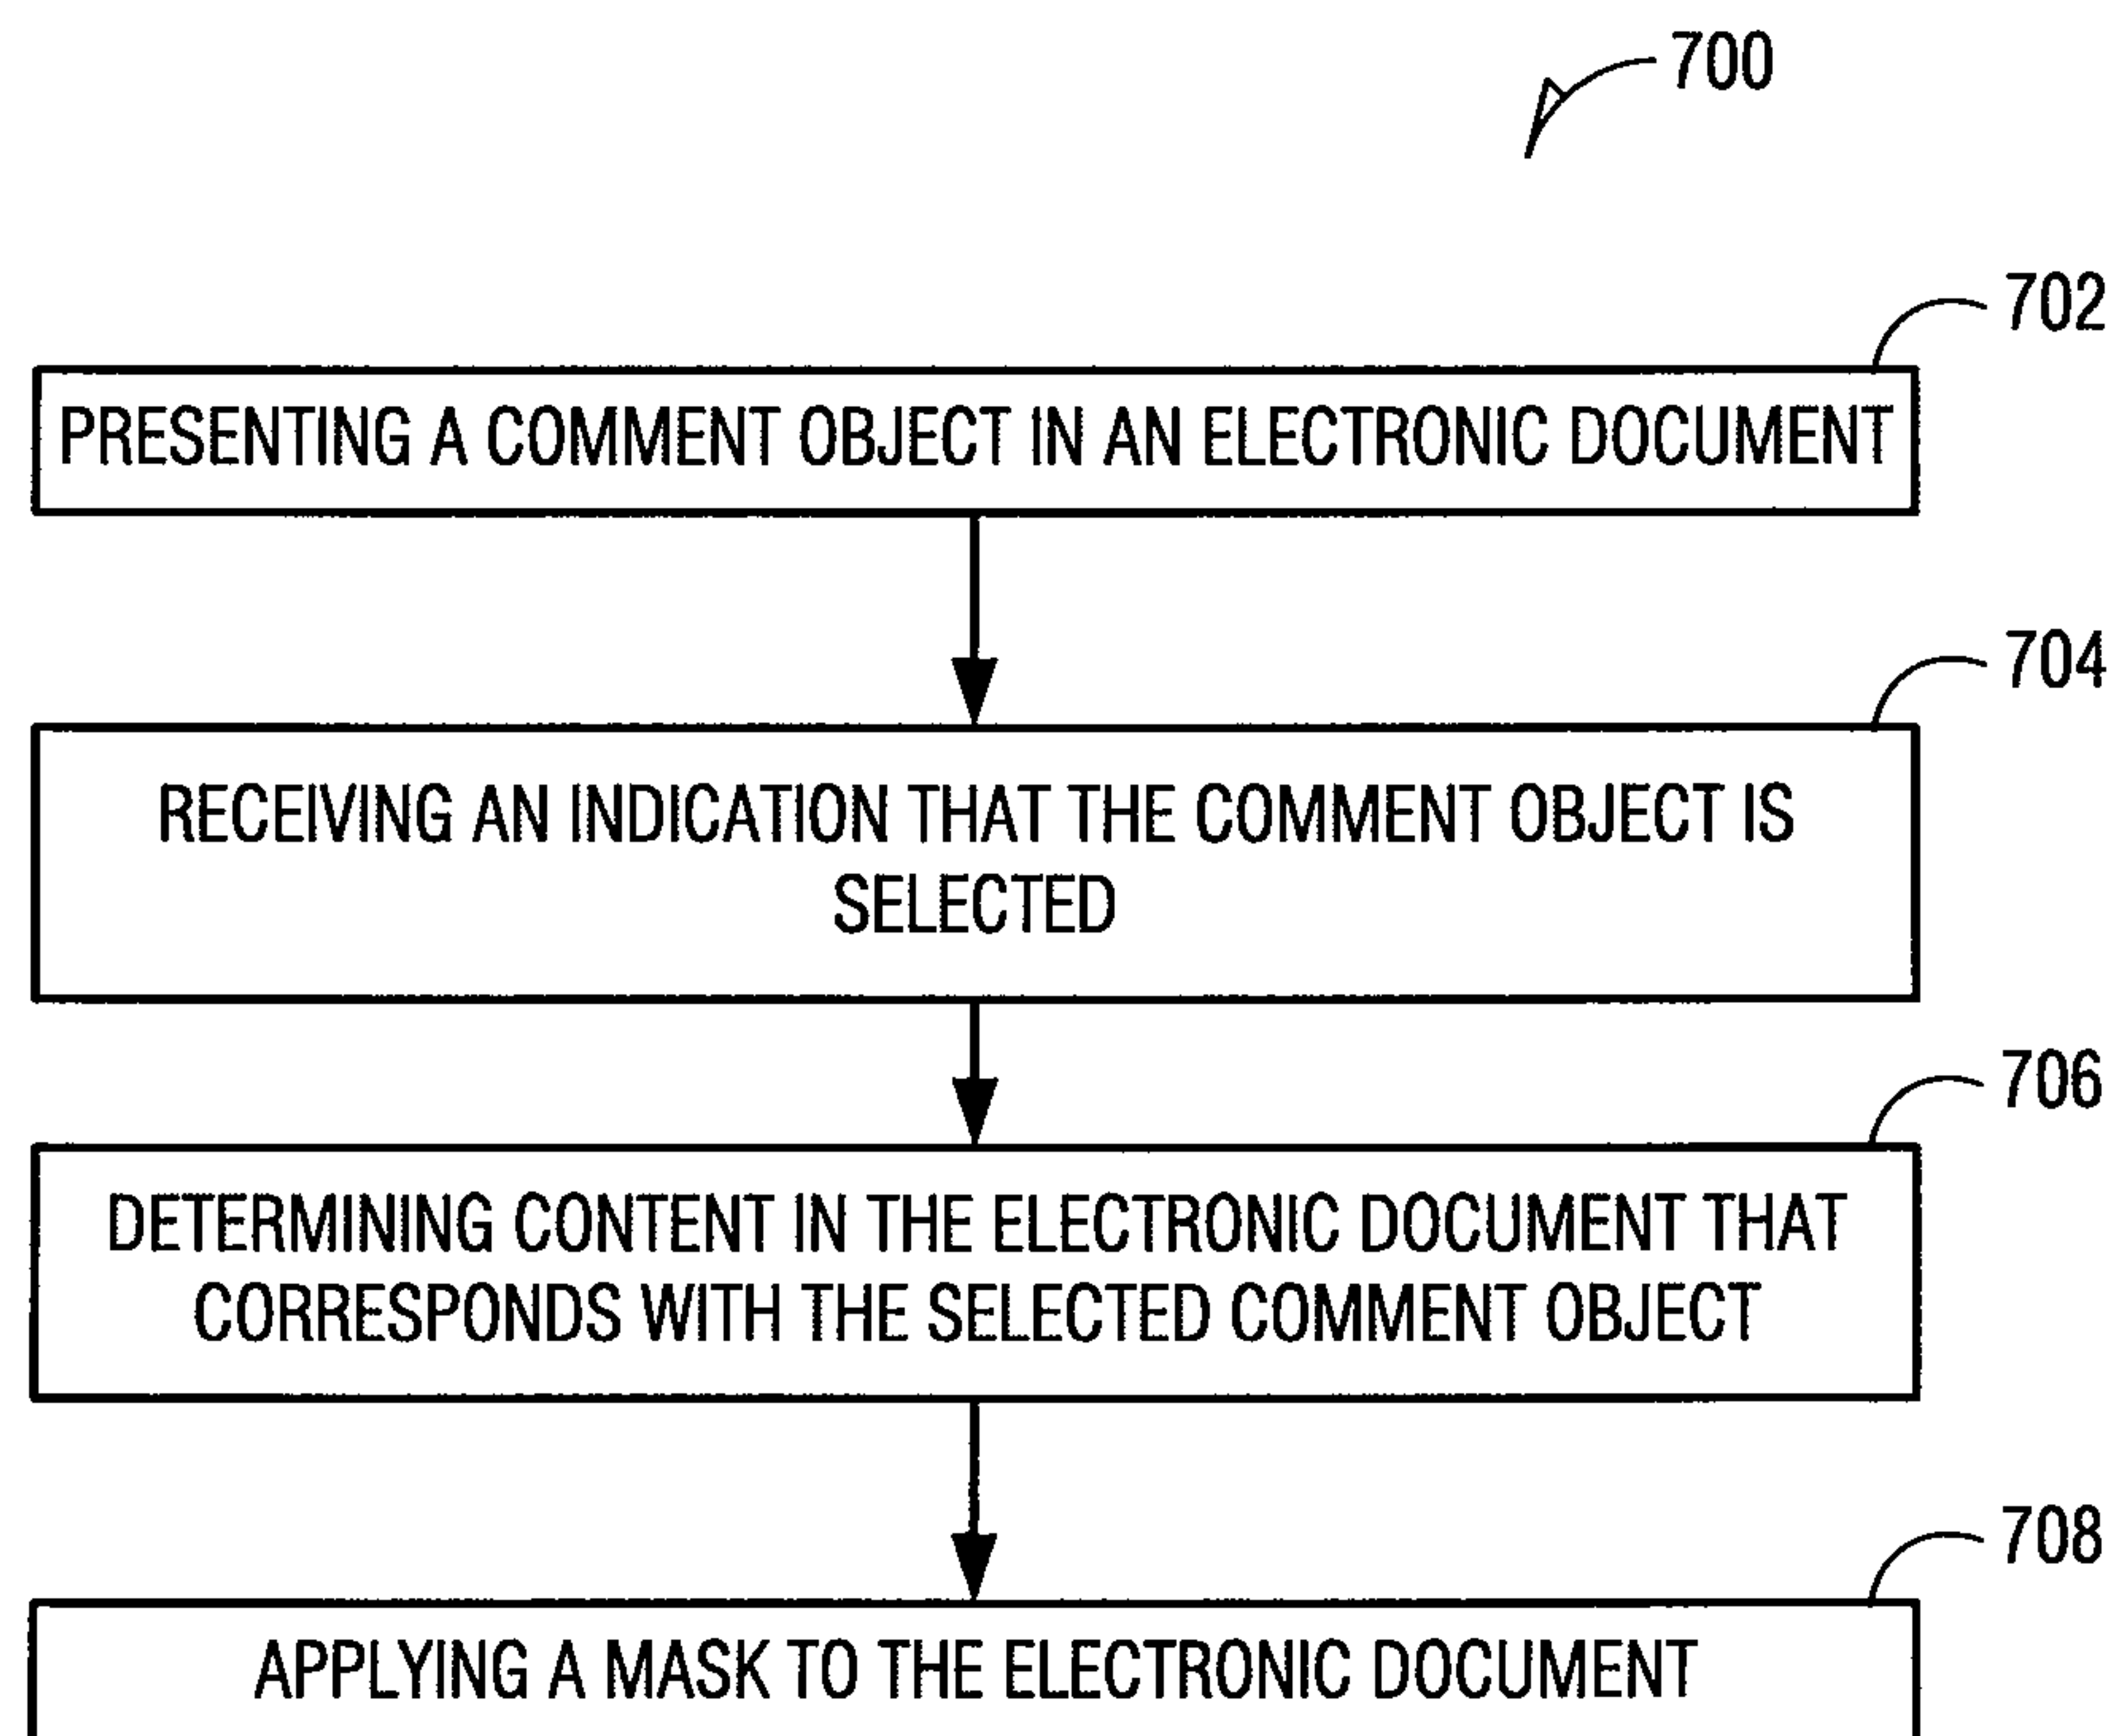 700
702
PRESENTING A COMMENT OBJECT IN AN ELECTRONIC DOCUMENT
704
RECEIVING AN INDICATION THAT THE COMMENT OBJECT IS
SELECTED
706
DETERMINING CONTENT IN THE ELECTRONIC DOCUMENT THAT
CORRESPONDS WITH THE SELECTED COMMENT OBJECT
708
APPLYING A MASK TO THE ELECTRONIC DOCUMENT